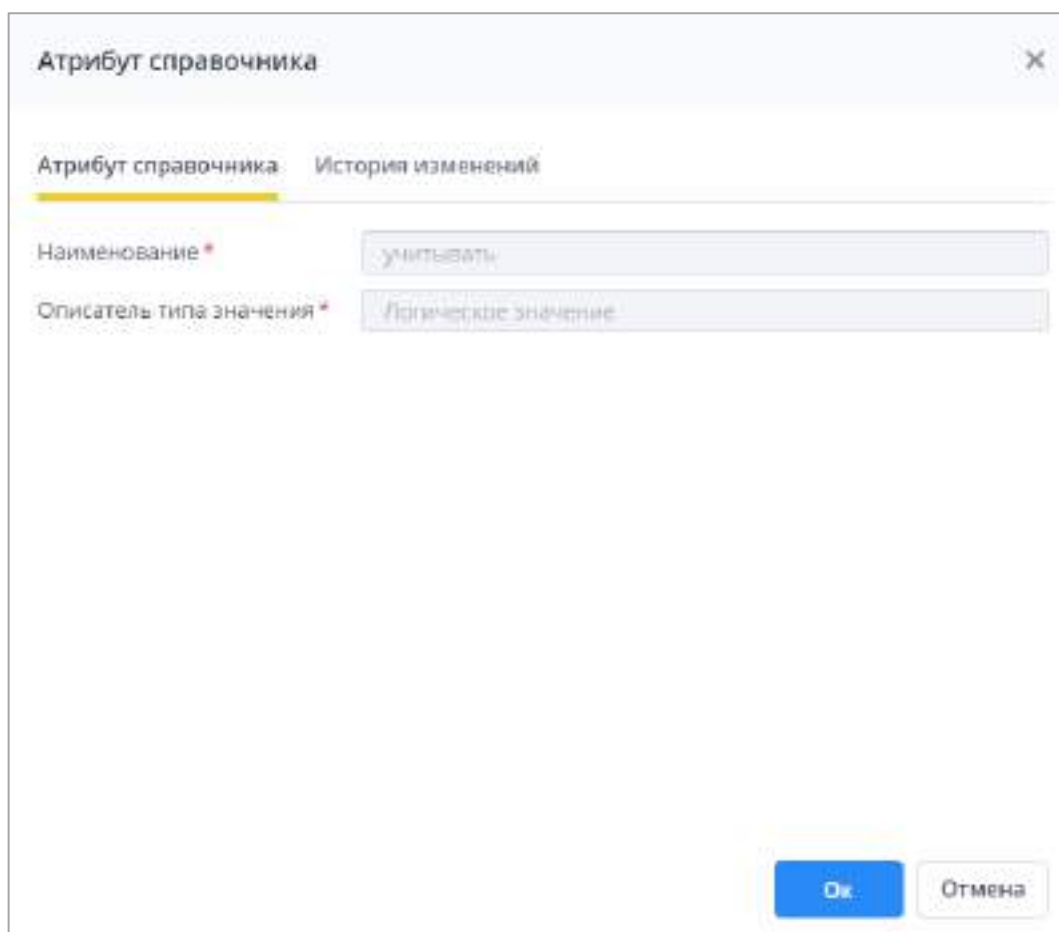 Атрибут справочника
Атрибут справочника История изменений
Наименование * учитывать
Описатель типа значения * Логическое значение
Ок Отмена